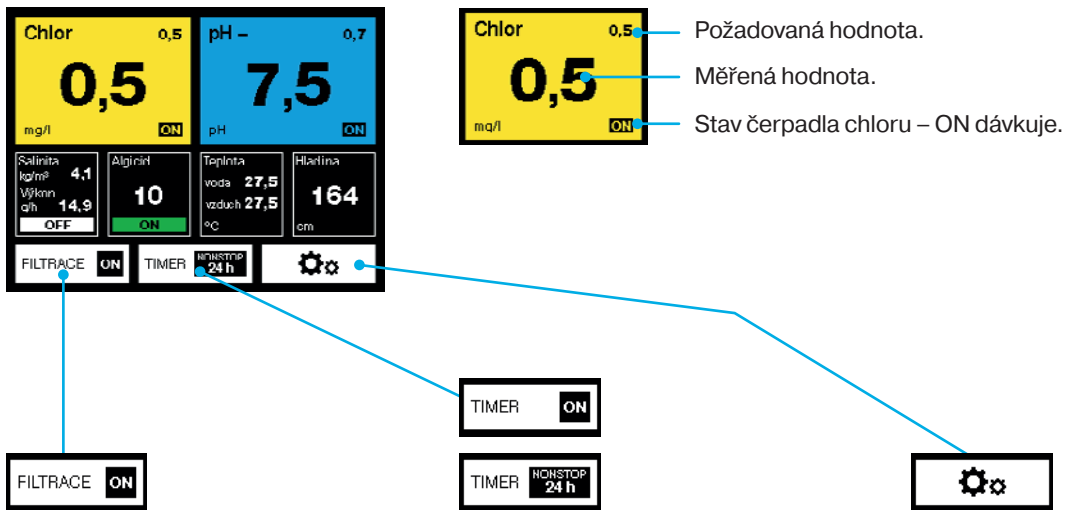 Chlor 0,5
0,5
mg/l ON
pH – 0,7
7,5
pH ON
Chlor 0,5
0,5
mg/l ON
Požadovaná hodnota.
Měřená hodnota.
Stav čerpadla chloru – ON dávkuje.
Salinita
kg/m³ 4,1
Výkon
g/h 14,9
OFF
Algicid
10
ON
Teplota
voda 27,5
vzduch 27,5
°C
Hladina
164
cm
FILTRACE ON
TIMER NONSTOP
24 h
TIMER ON
FILTRACE ON
TIMER NONSTOP
24 h